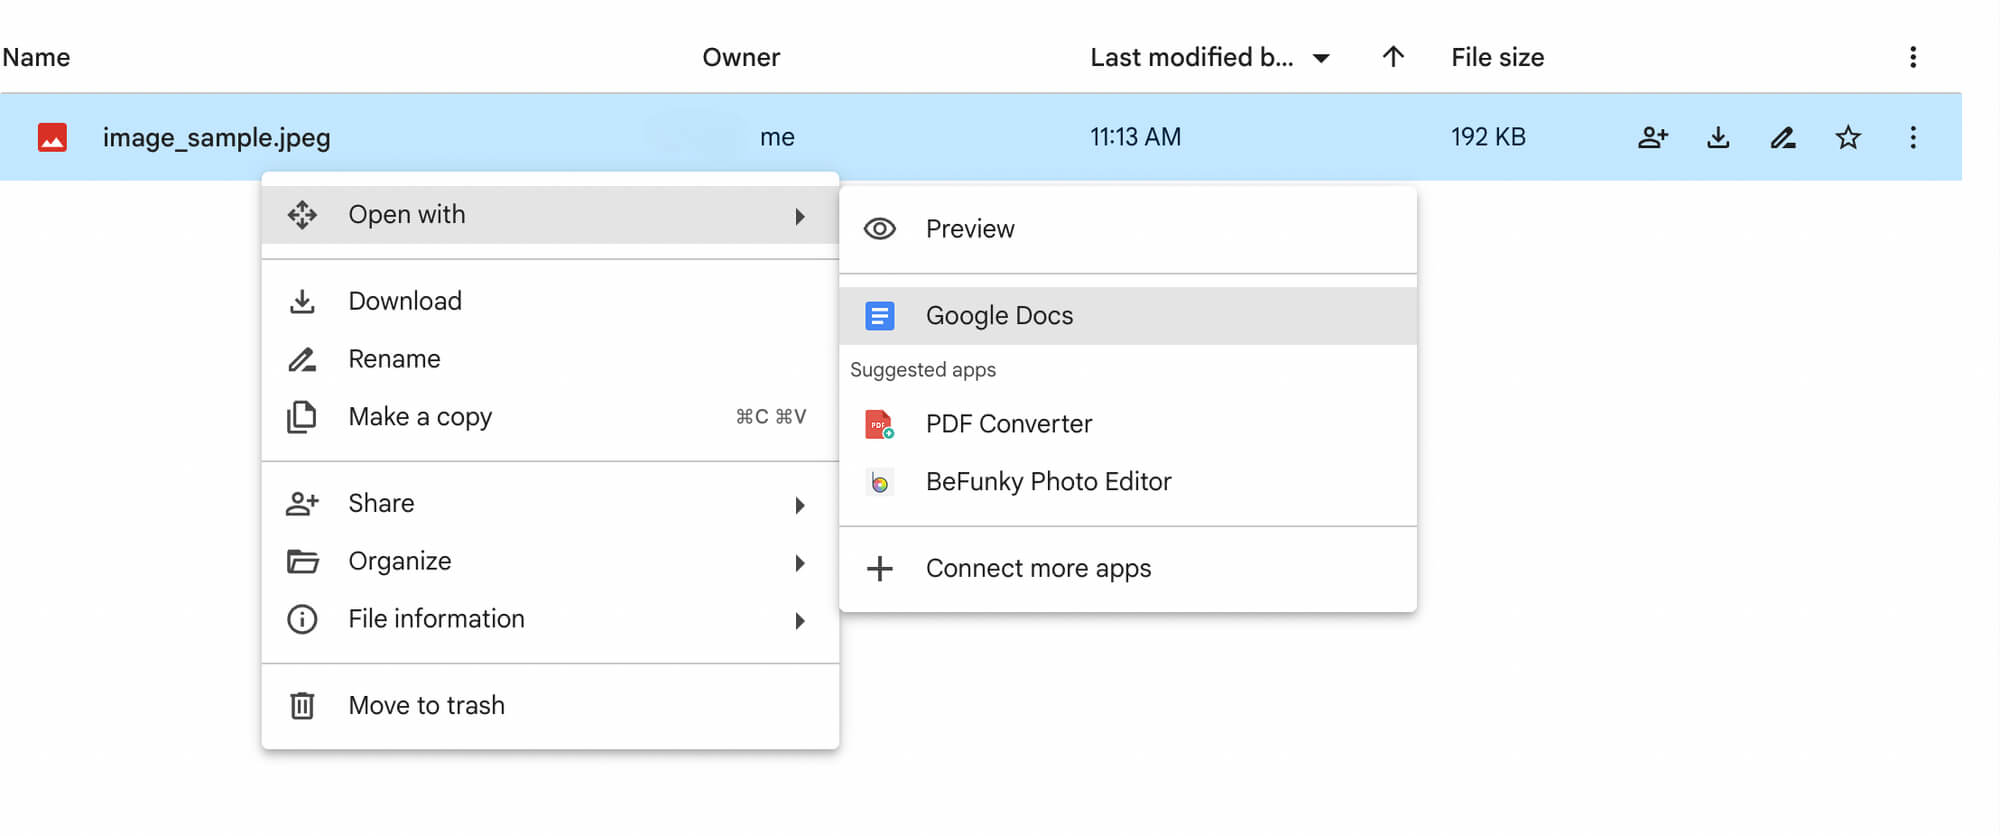 Name Owner Last modified b... File size
image_sample.jpeg me 11:13 AM 192 KB
Open with
Download
Rename
Make a copy ⌘C ⌘V
Share
Organize
File information
Move to trash
Preview
Google Docs
Suggested apps
PDF
PDF Converter
BeFunky Photo Editor
Connect more apps